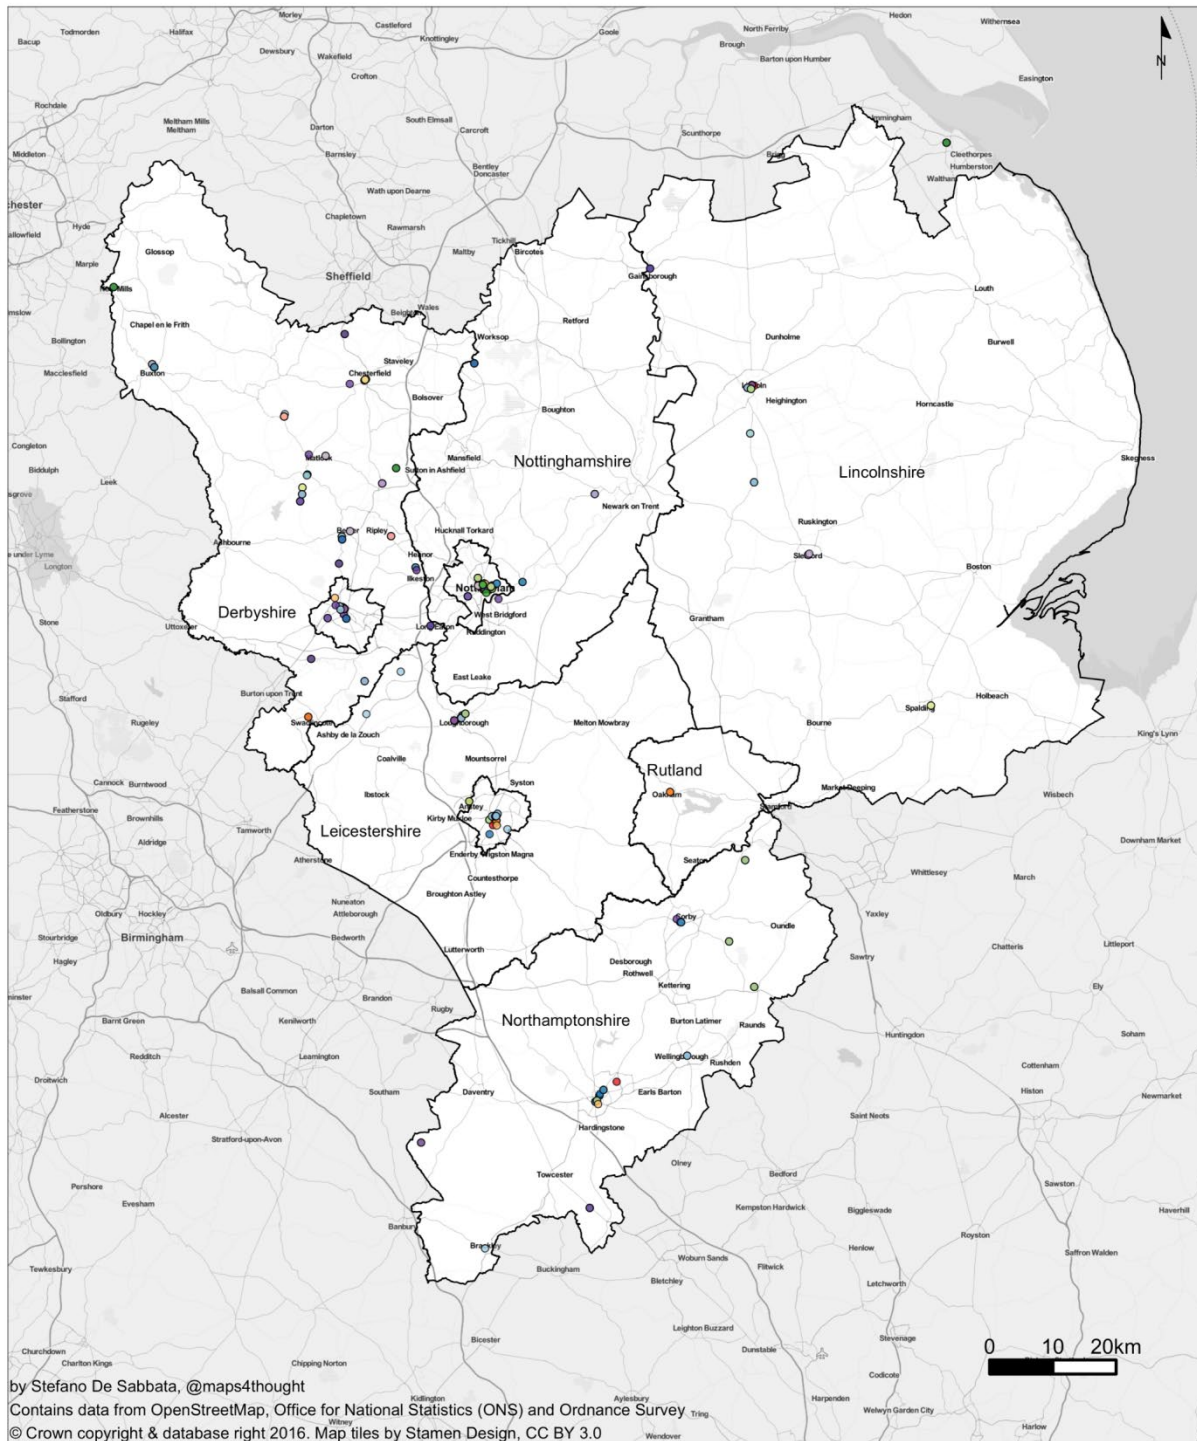 Morley
Castleford
Hedon
Withernsea
Todmorden
Halifax
Bacup
Knottingley
Goole
North Ferriby
Brough
Dewsbury
Wakefield
Barton upon Humber
N
Crofton
Easington
Rochdale
Meltham Mills
Meltham
Darton
South Elmsall
Carcroft
Scunthorpe
Immingham
Middleton
Barnsley
Brigg
Cleethorpes
Humberston
Waltham
Bentley
Doncaster
Wath upon Dearne
chester
Chapeltown
Rawmarsh
Hyde
allowfield
Marple
Glossop
Maltby
Tickhill
Bircotes
Sheffield
Gainsborough
Louth
mslow
Chapel en le Frith
Wales
Retford
Bollington
Worksop
Dunholme
Burwell
Macclesfield
Buxton
Staveley
Chesterfield
Bolsover
Heighington
Horncastle
Boughton
Congleton
Biddulph
Leek
Matlock
Mansfield
Nottinghamshire
Lincolnshire
Skegness
Sutton in Ashfield
Newark on Trent
Ruskington
Ashbourne
Ripley
Hucknall Torkard
e under Lyme
Longton
Sleaford
Boston
Ilkeston
Derbyshire
West Bridgford
Grantham
Stone
Uttoxeter
Ruddington
East Leake
Burton upon Trent
Holbeach
Stafford
Spalding
Rugeley
Loughborough
Melton Mowbray
Bourne
Ashby de la Zouch
King's Lynn
Coalville
Mountsorrel
Rutland
Cannock
Burntwood
Syston
Oakham
Market Deeping
Wisbech
Ibstock
Anstey
Featherstone
Brownhills
Kirby Muxloe
Stamford
Tamworth
Leicestershire
Aldridge
Downham Market
Atherstone
Enderby
Wigston Magna
Seaton
Whittlesey
Countesthorpe
March
Broughton Astley
Nuneaton
Attleborough
Oldbury
Hockley
Corby
Oundle
Yaxley
Stourbridge
Birmingham
Bedworth
Chatteris
Littleport
Lutterworth
Hagley
Desborough
Sawtry
Rothwell
Kettering
Ely
minster
Balsall Common
Brandon
Rugby
Barnt Green
Northamptonshire
Burton Latimer
Raunds
Kenilworth
Huntingdon
Soham
Redditch
Leamington
Wellingborough
Rushden
Cottenham
Droitwich
Histon
Southam
Daventry
Earls Barton
Newmarket
Alcester
Saint Neots
Hardingstone
Stratford-upon-Avon
Olney
Bedford
Pershore
Towcester
Sawston
Evesham
Kempston Hardwick
Biggleswade
Haverhill
Banbury
Royston
Brackley
Henlow
Woburn Sands
Flitwick
Saffron Walden
Tewkesbury
Buckingham
Bletchley
Letchworth
Leighton Buzzard
Bicester
Stevenage
Dunstable
0 10 20km
Churchdown
Charlton Kings
Chipping Norton
Codicote
by Stefano De Sabbata, @maps4thought
Kidlington
Aylesbury
Harpenden
Welwyn Garden City
Contains data from OpenStreetMap, Office for National Statistics (ONS) and Ordnance Survey
Tring
Witney
Harlow
© Crown copyright & database right 2016. Map tiles by Stamen Design, CC BY 3.0
Wendover